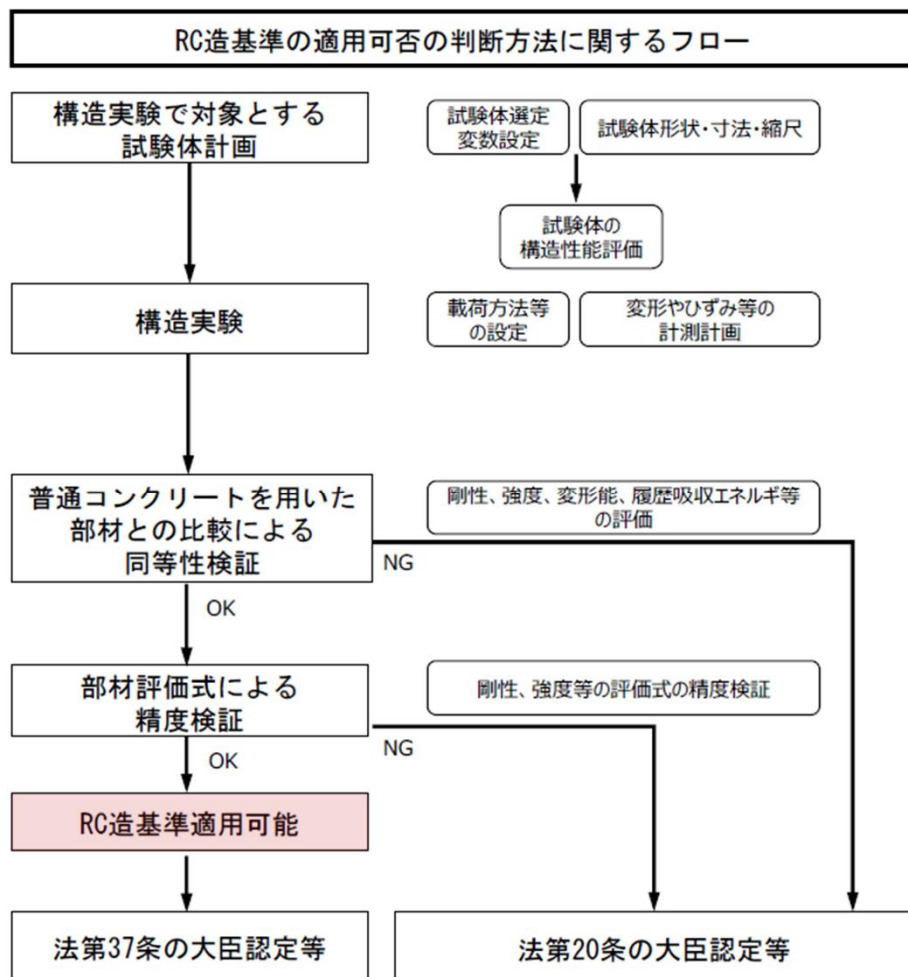 RC造基準の適用可否の判断方法に関するフロー
構造実験で対象とする
試験体計画
試験体選定
変数設定
試験体形状・寸法・縮尺
試験体の
構造性能評価
構造実験
載荷方法等
の設定
変形やひずみ等の
計測計画
普通コンクリートを用いた
部材との比較による
同等性検証
剛性、強度、変形能、履歴吸収エネルギ等
の評価
NG
OK
部材評価式による
精度検証
剛性、強度等の評価式の精度検証
NG
OK
RC造基準適用可能
法第37条の大臣認定等
法第20条の大臣認定等